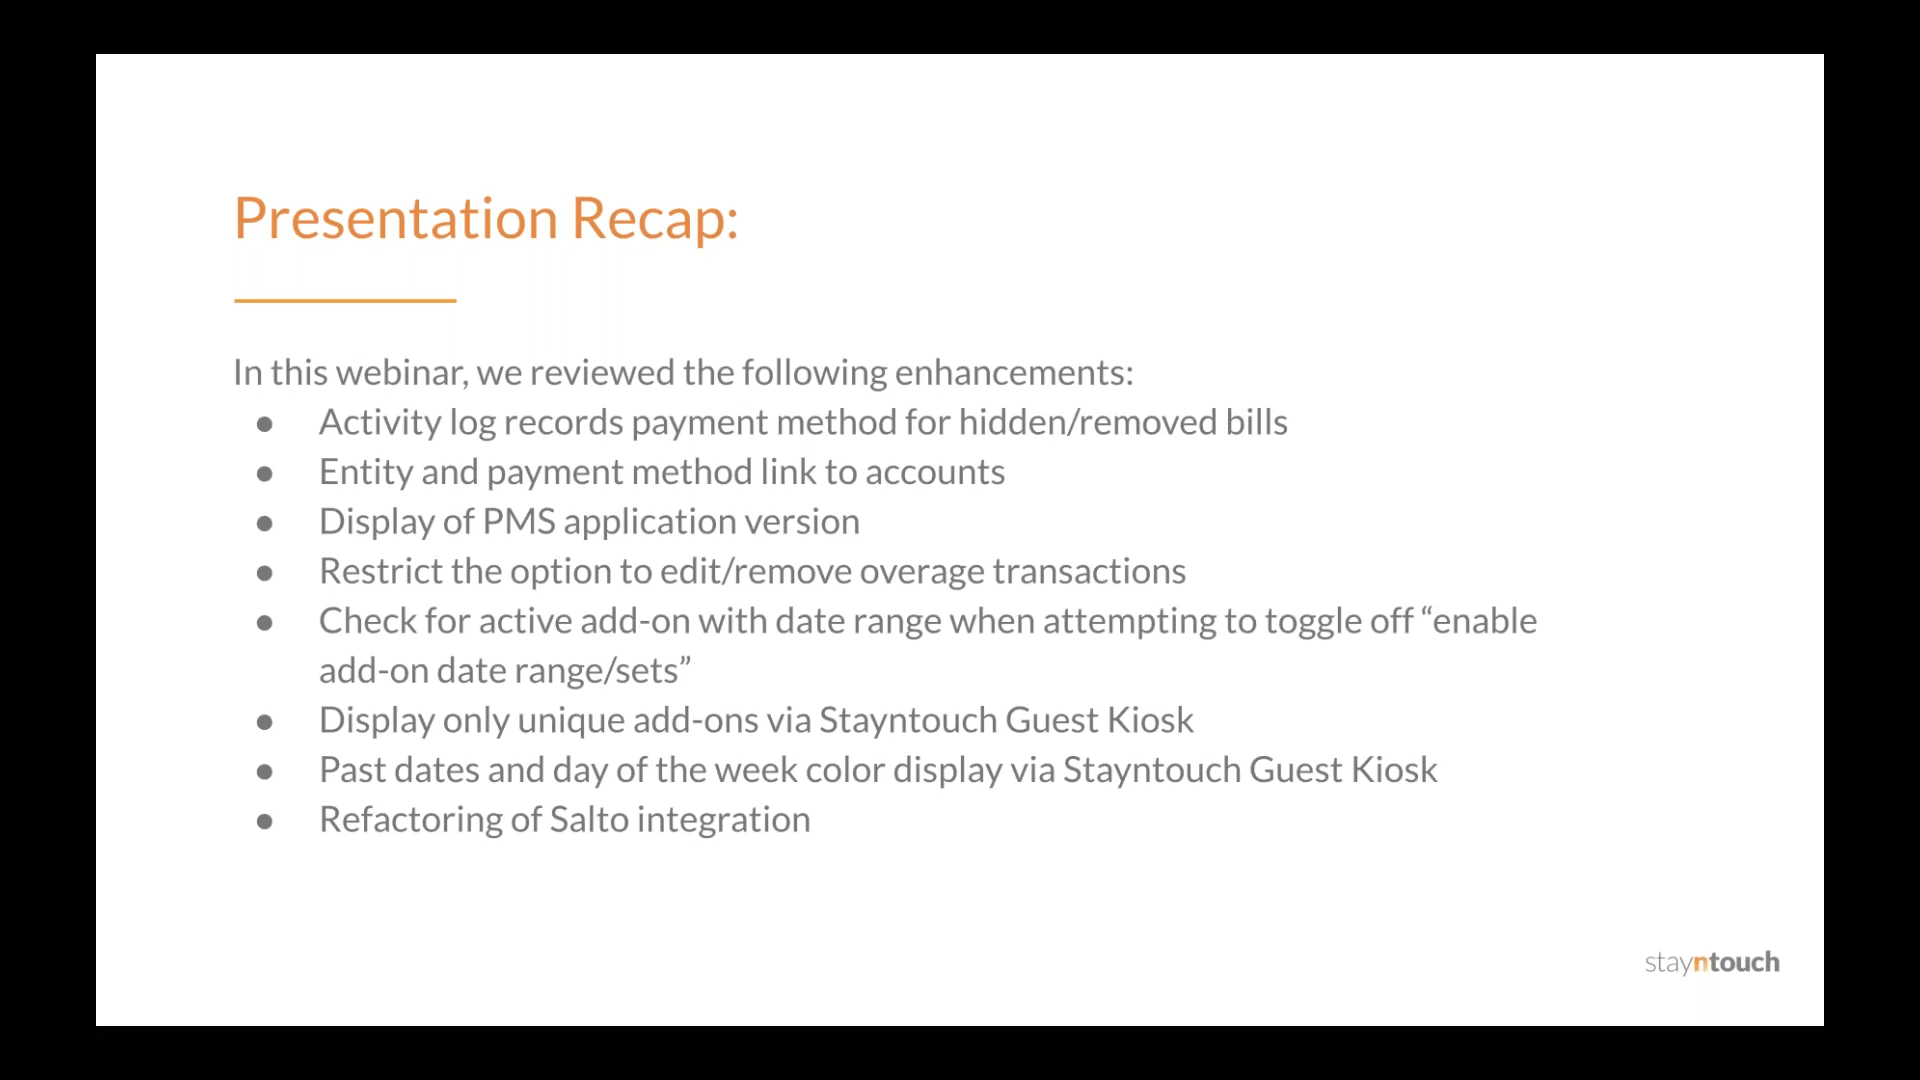 Presentation Recap:
In this webinar, we reviewed the following enhancements:
● Activity log records payment method for hidden/removed bills
● Entity and payment method link to accounts
● Display of PMS application version
● Restrict the option to edit/remove overage transactions
● Check for active add-on with date range when attempting to toggle off “enable
add-on date range/sets”
● Display only unique add-ons via Stayntouch Guest Kiosk
● Past dates and day of the week color display via Stayntouch Guest Kiosk
● Refactoring of Salto integration
stayntouch